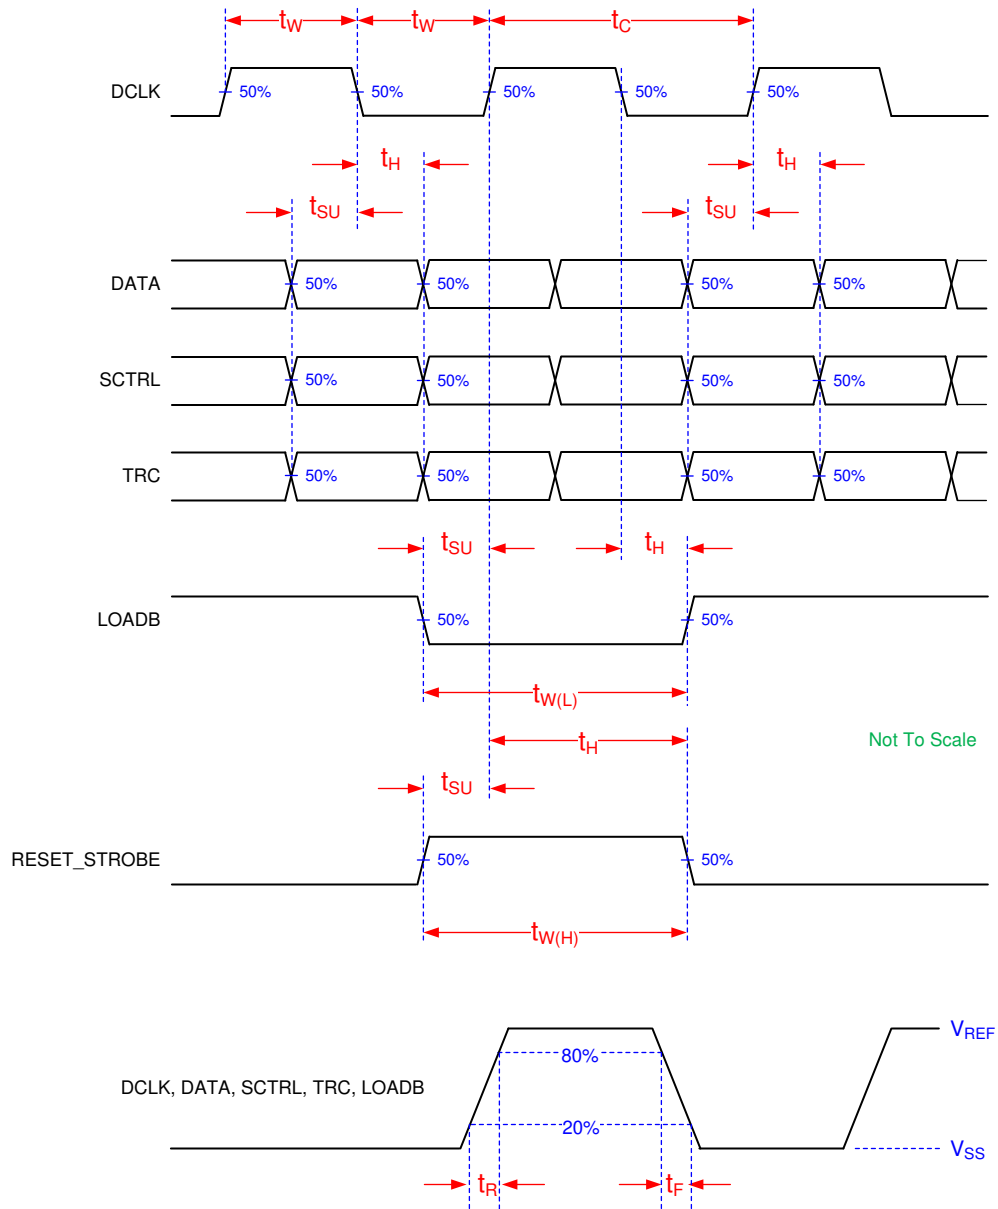 tW tW tC
DCLK 50% 50% 50% 50% 50%
tH tH
tSU tSU
DATA 50% 50% 50% 50%
SCTRL 50% 50% 50% 50%
TRC 50% 50% 50% 50%
tSU tH
LOADB 50% 50%
tW(L)
tH Not To Scale
tSU
RESET_STROBE 50% 50%
tW(H)
VREF
80%
DCLK, DATA, SCTRL, TRC, LOADB
20%
VSS
tR tF